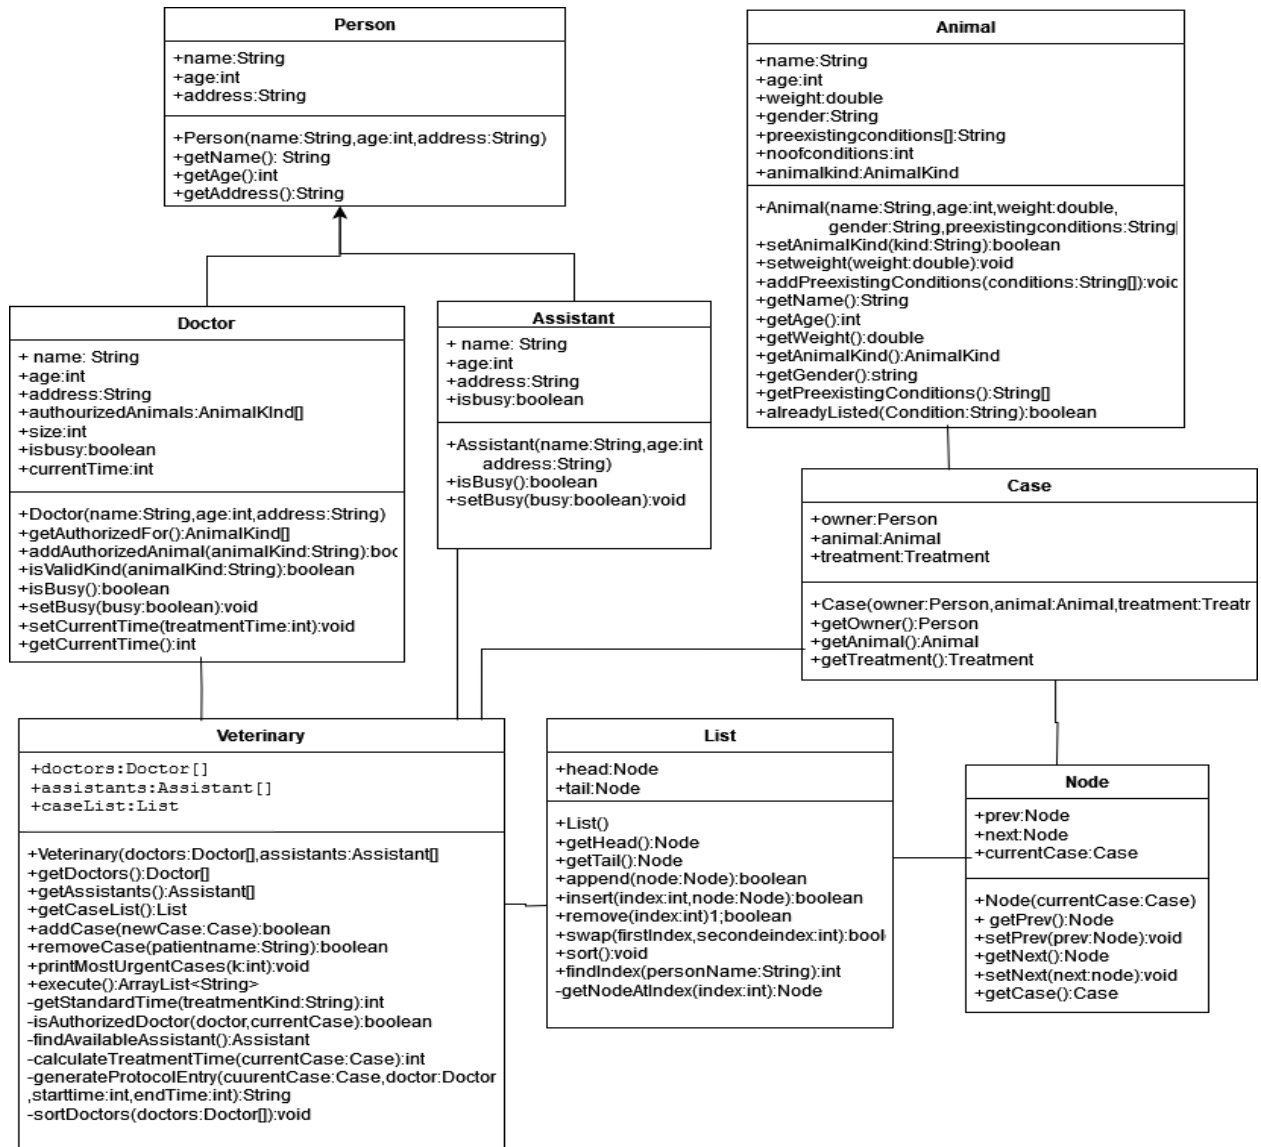 Person
+name:String
+age:int
+address:String
+Person(name:String,age:int,address:String)
+getName(): String
+getAge():int
+getAddress():String
Animal
+name:String
+age:int
+weight:double
+gender:String
+preexistingconditions[]:String
+noofconditions:int
+animalkind:AnimalKind
+Animal(name:String,age:int,weight:double,
gender:String,preexistingconditions:String[
+setAnimalKind(kind:String):boolean
+setweight(weight:double):void
+addPreexistingConditions(conditions:String[]):voic
+getName():String
+getAge():int
+getWeight():double
+getAnimalKind():AnimalKind
+getGender():string
+getPreexistingConditions():String[]
+alreadyListed(Condition:String):boolean
Doctor
+ name: String
+age:int
+address:String
+authourizedAnimals:AnimalKInd[]
+size:int
+isbusy:boolean
+currentTime:int
+Doctor(name:String,age:int,address:String)
+getAuthorizedFor():AnimalKind[]
+addAuthorizedAnimal(animalKind:String):boo
+isValidKind(animalKind:String):boolean
+isBusy():boolean
+setBusy(busy:boolean):void
+setCurrentTime(treatmentTime:int):void
+getCurrentTime():int
Assistant
+ name: String
+age:int
+address:String
+isbusy:boolean
+Assistant(name:String,age:int
address:String)
+isBusy():boolean
+setBusy(busy:boolean):void
Case
+owner:Person
+animal:Animal
+treatment:Treatment
+Case(owner:Person,animal:Animal,treatment:Treatr
+getOwner():Person
+getAnimal():Animal
+getTreatment():Treatment
Veterinary
+doctors:Doctor[]
+assistants:Assistant[]
+caseList:List
+Veterinary(doctors:Doctor[],assistants:Assistant[]
+getDoctors():Doctor[]
+getAssistants():Assistant[]
+getCaseList():List
+addCase(newCase:Case):boolean
+removeCase(patientname:String):boolean
+printMostUrgentCases(k:int):void
+execute():ArrayList<String>
-getStandardTime(treatmentKind:String):int
-isAuthorizedDoctor(doctor,currentCase):boolean
-findAvailableAssistant():Assistant
-calculateTreatmentTime(currentCase:Case):int
-generateProtocolEntry(cuurentCase:Case,doctor:Doctor
,starttime:int,endTime:int):String
-sortDoctors(doctors:Doctor[]):void
List
+head:Node
+tail:Node
+List()
+getHead():Node
+getTail():Node
+append(node:Node):boolean
+insert(index:int,node:Node):boolean
+remove(index:int)1;boolean
+swap(firstIndex,secondeindex:int):bool
+sort():void
+findIndex(personName:String):int
-getNodeAtIndex(index:int):Node
Node
+prev:Node
+next:Node
+currentCase:Case
+Node(currentCase:Case)
+ getPrev():Node
+setPrev(prev:Node):void
+getNext():Node
+setNext(next:node):void
+getCase():Case